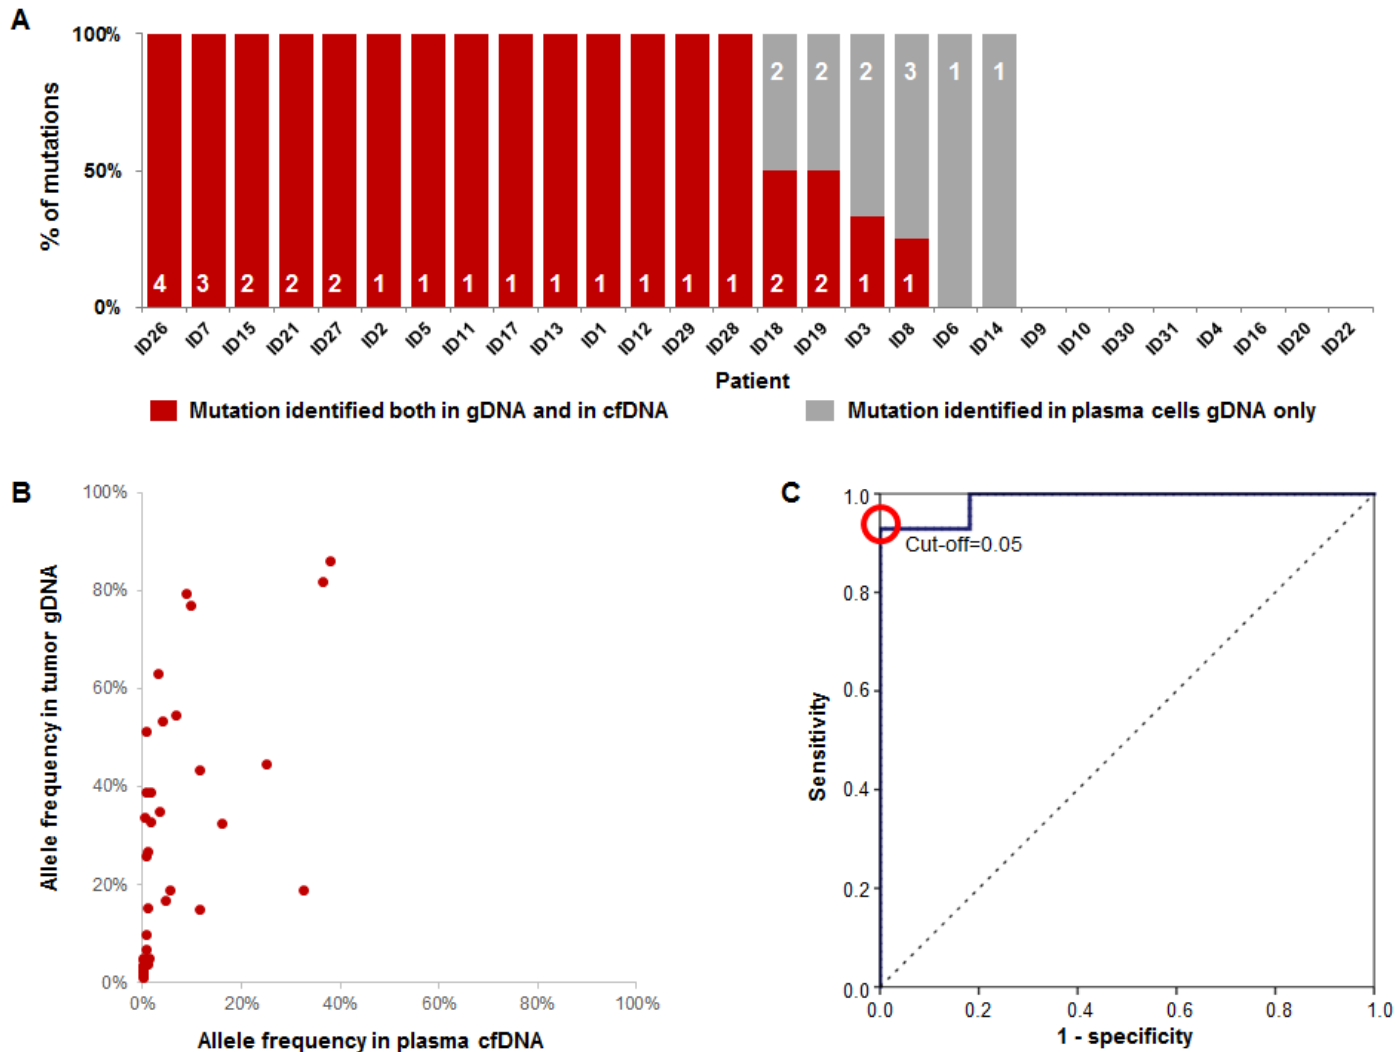 A
% of mutations
100%
50%
0%
2 2 2 3 1 1
4 3 2 2 2 1 1 1 1 1 1 1 1 1 2 2 1 1
ID26 ID7 ID15 ID21 ID27 ID2 ID5 ID11 ID17 ID13 ID1 ID12 ID29 ID28 ID18 ID19 ID3 ID8 ID6 ID14 ID9 ID10 ID30 ID31 ID4 ID16 ID20 ID22
Patient
Mutation identified both in gDNA and in cfDNA
Mutation identified in plasma cells gDNA only
B
Allele frequency in tumor gDNA
100%
80%
60%
40%
20%
0%
0% 20% 40% 60% 80% 100%
Allele frequency in plasma cfDNA
C
Sensitivity
1.0
Cut-off=0.05
0.8
0.6
0.4
0.2
0.0
0.0 0.2 0.4 0.6 0.8 1.0
1 - specificity